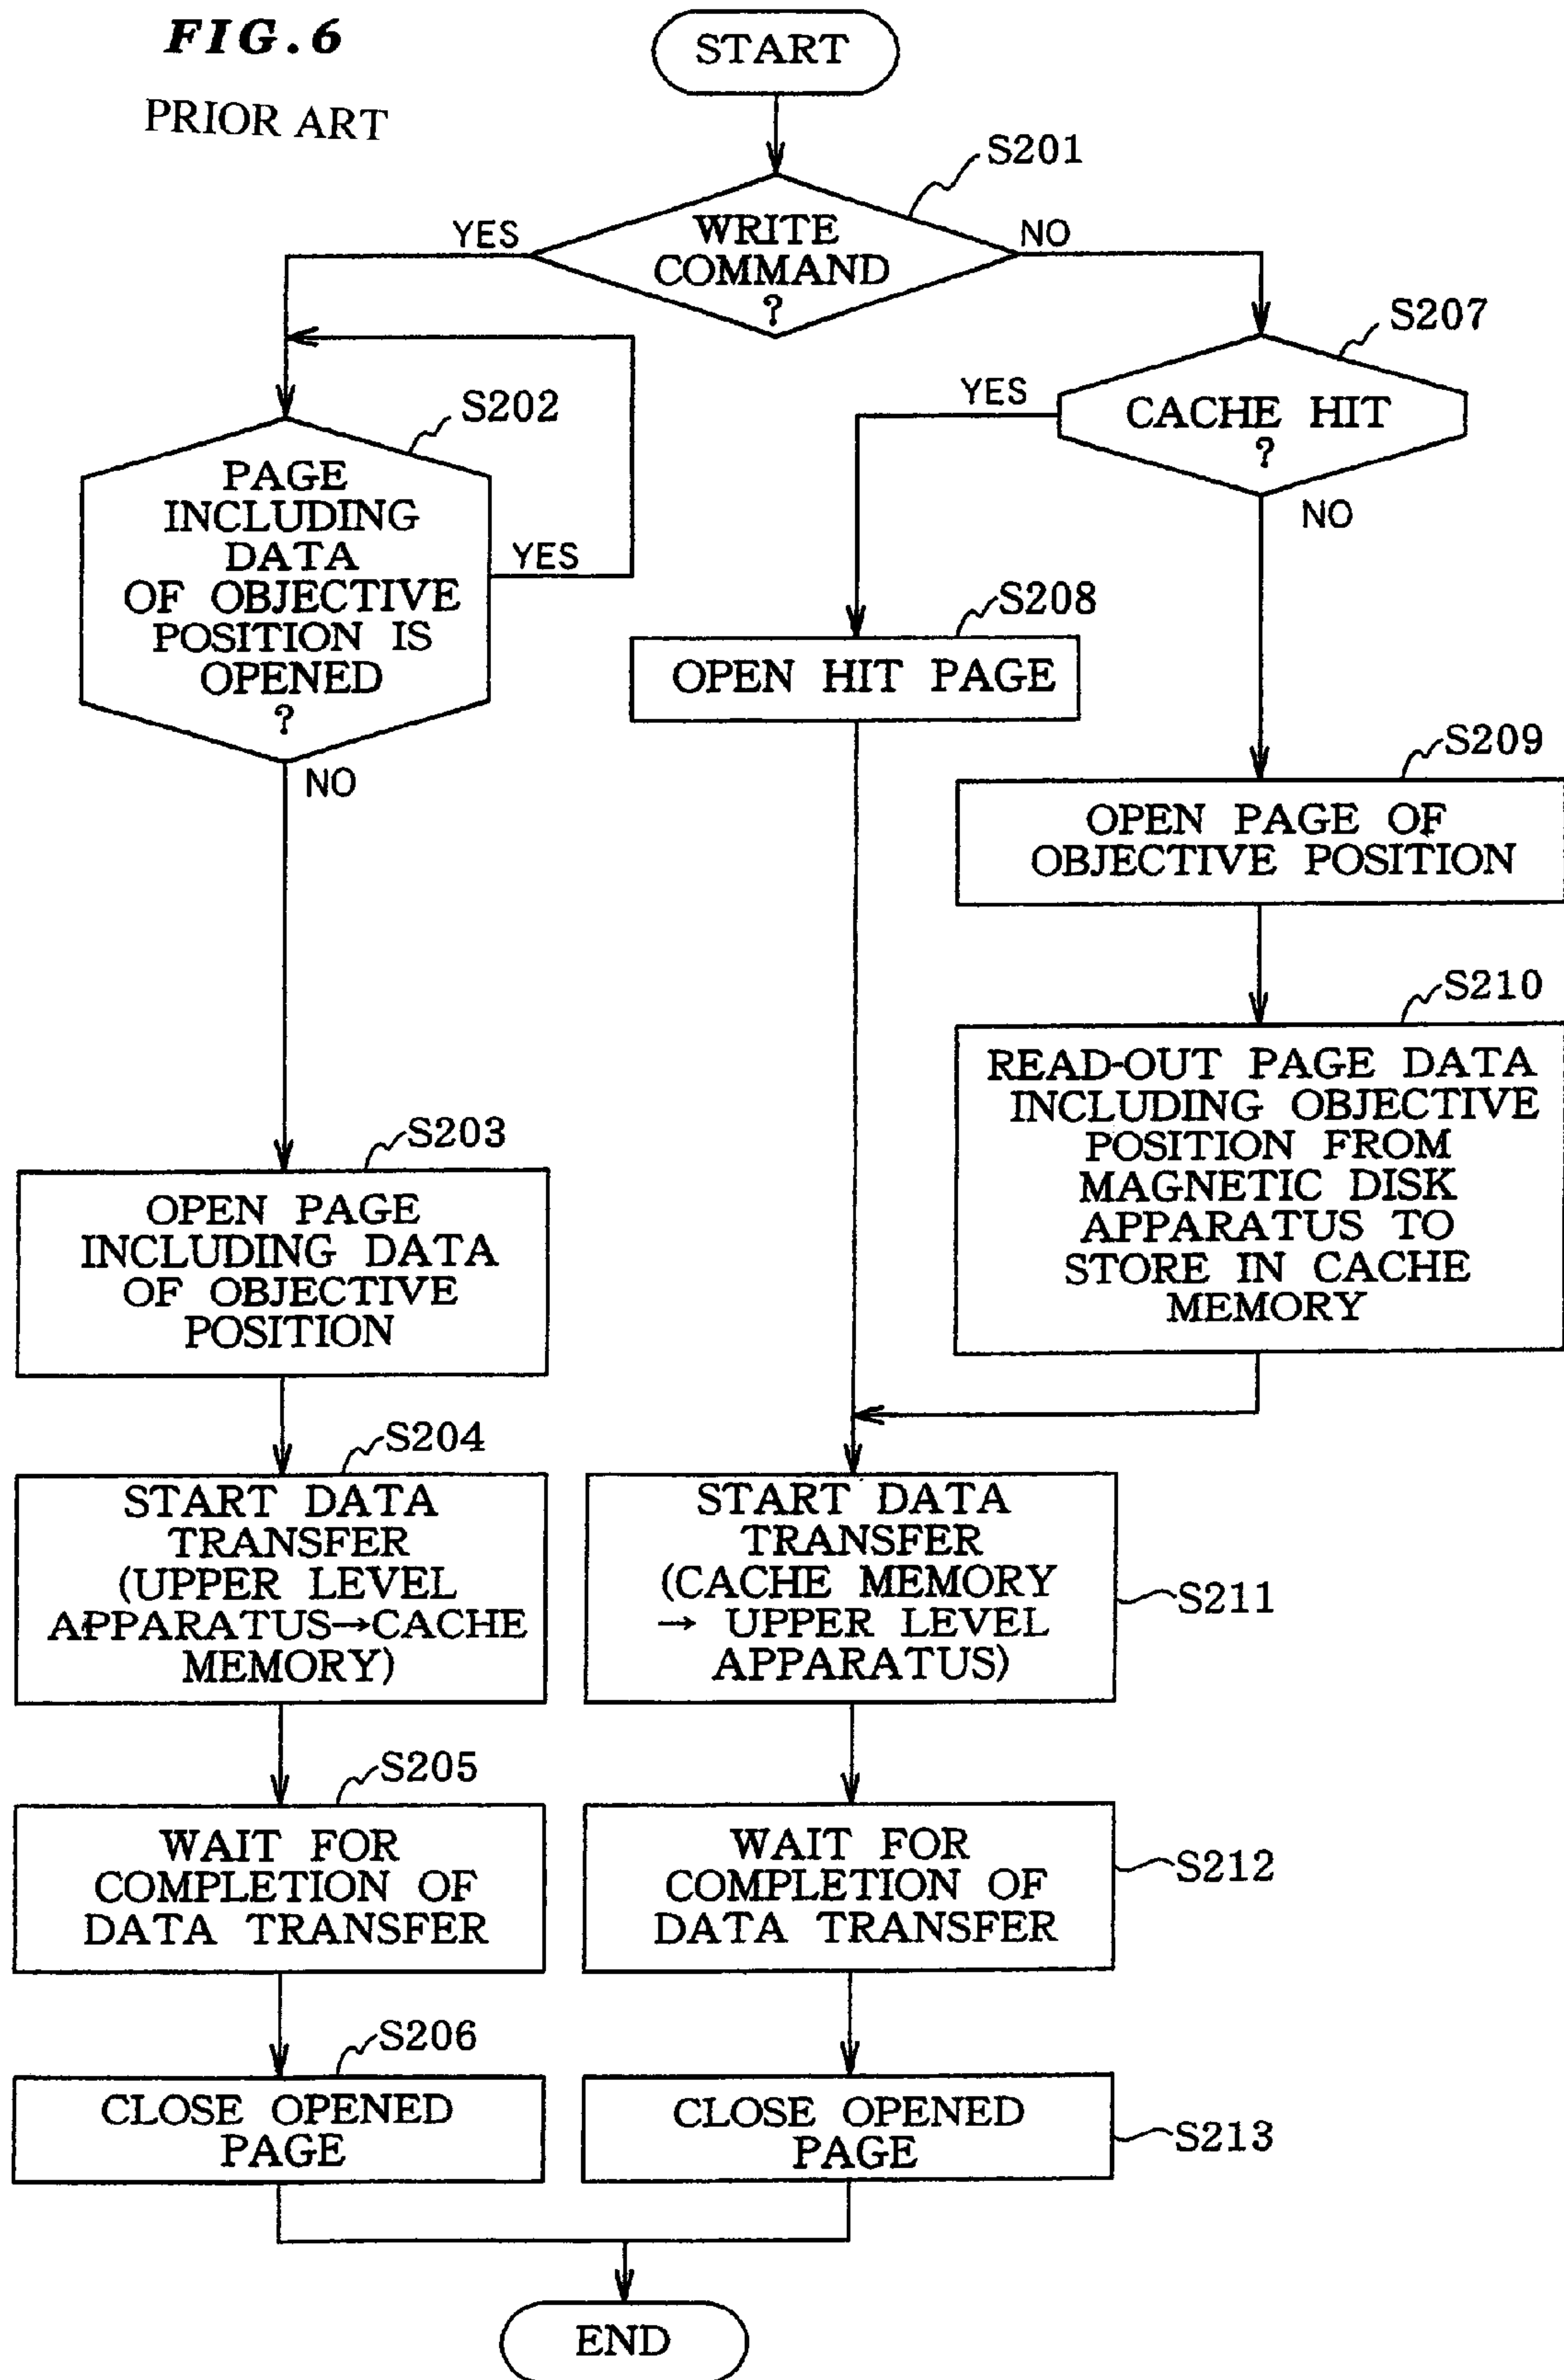 FIG.6
PRIOR ART
START
S201
WRITE
COMMAND
?
YES
NO
S207
CACHE HIT
?
YES
NO
S202
PAGE
INCLUDING
DATA
OF OBJECTIVE
POSITION IS
OPENED
?
YES
NO
S208
OPEN HIT PAGE
S209
OPEN PAGE OF
OBJECTIVE POSITION
S210
READ-OUT PAGE DATA
INCLUDING OBJECTIVE
POSITION FROM
MAGNETIC DISK
APPARATUS TO
STORE IN CACHE
MEMORY
S203
OPEN PAGE
INCLUDING DATA
OF OBJECTIVE
POSITION
S204
START DATA
TRANSFER
(UPPER LEVEL
APPARATUS→CACHE
MEMORY)
START DATA
TRANSFER
(CACHE MEMORY
→ UPPER LEVEL
APPARATUS)
S211
S205
WAIT FOR
COMPLETION OF
DATA TRANSFER
WAIT FOR
COMPLETION OF
DATA TRANSFER
S212
S206
CLOSE OPENED
PAGE
CLOSE OPENED
PAGE
S213
END